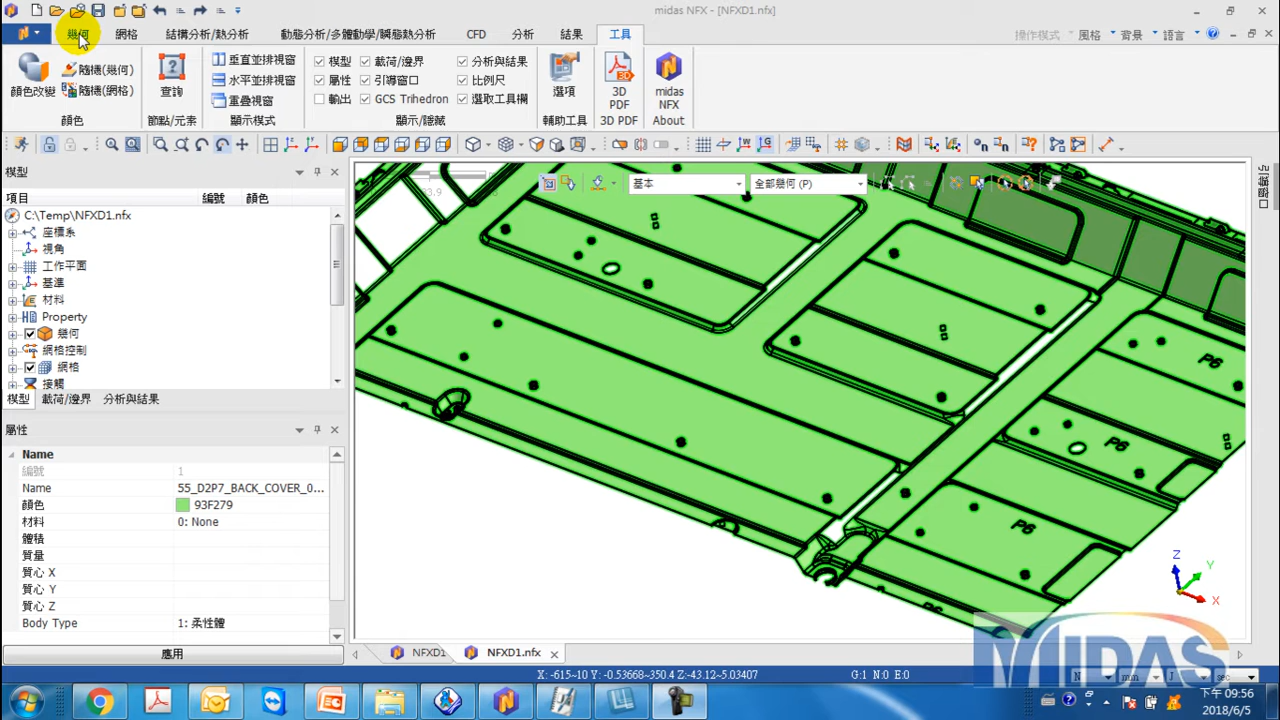 midas NFX - [NFXD1.nfx]
幾何 網格 結構分析/熱分析 動態分析/多體動學/瞬態熱分析 CFD 分析 結果 工具 操作模式 風格 背景 語言
顏色改變 隨機(幾何) 隨機(網格) 顏色
查詢 節點/元素
垂直並排視窗 水平並排視窗 重疊視窗 顯示模式
模型 載荷/邊界 分析與結果
屬性 引導窗口 比例尺
輸出 GCS Trihedron 選取工具欄
顯示/隱藏
選項 輔助工具
3D PDF 3D PDF
midas NFX About
模型
項目 編號 顏色
C:\Temp\NFXD1.nfx
座標系
視角
工作平面
基準
材料
Property
幾何
網格控制
網格
接觸
模型 載荷/邊界 分析與結果
屬性
Name
編號 1
Name 55_D2P7_BACK_COVER_0...
顏色 93F279
材料 0: None
體積
質量
質心 X
質心 Y
質心 Z
Body Type 1: 柔性體
應用
基本 全部幾何 (P)
P6
P6
P6
Z
Y
X
MIDAS
NFXD1 NFXD1.nfx
X: -615~10 Y: -0.53668~350.4 Z:-43.12~5.03407 G:1 N:0 E:0
下午 09:56
2018/6/5